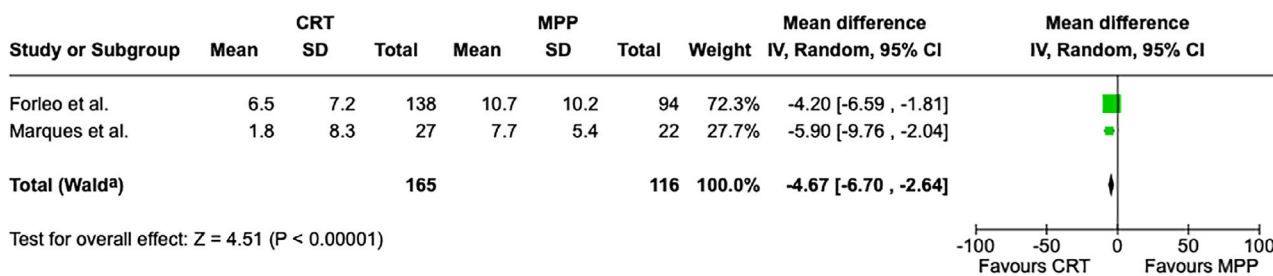 CRT MPP Mean difference Mean difference
Study or Subgroup Mean SD Total Mean SD Total Weight IV, Random, 95% CI IV, Random, 95% CI
Forleo et al. 6.5 7.2 138 10.7 10.2 94 72.3% -4.20 [-6.59 , -1.81]
Marques et al. 1.8 8.3 27 7.7 5.4 22 27.7% -5.90 [-9.76 , -2.04]
Total (Waldᵃ) 165 116 100.0% -4.67 [-6.70 , -2.64]
Test for overall effect: Z = 4.51 (P < 0.00001)
-100 -50 0 50 100
Favours CRT Favours MPP